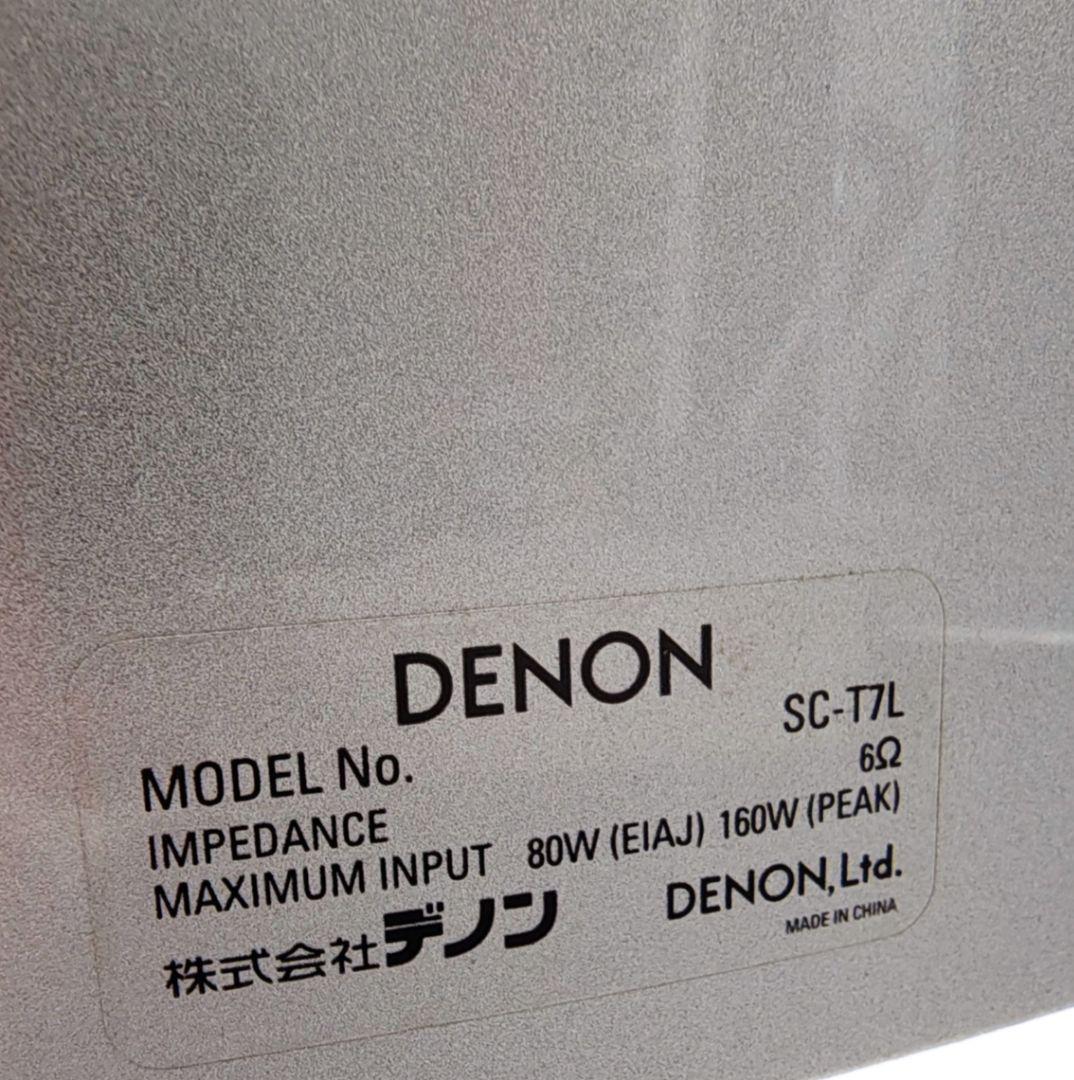 DENON
MODEL No. SC-T7L
IMPEDANCE 6Ω
MAXIMUM INPUT 80W (EIAJ) 160W (PEAK)
株式会社デノン DENON, Ltd.
MADE IN CHINA